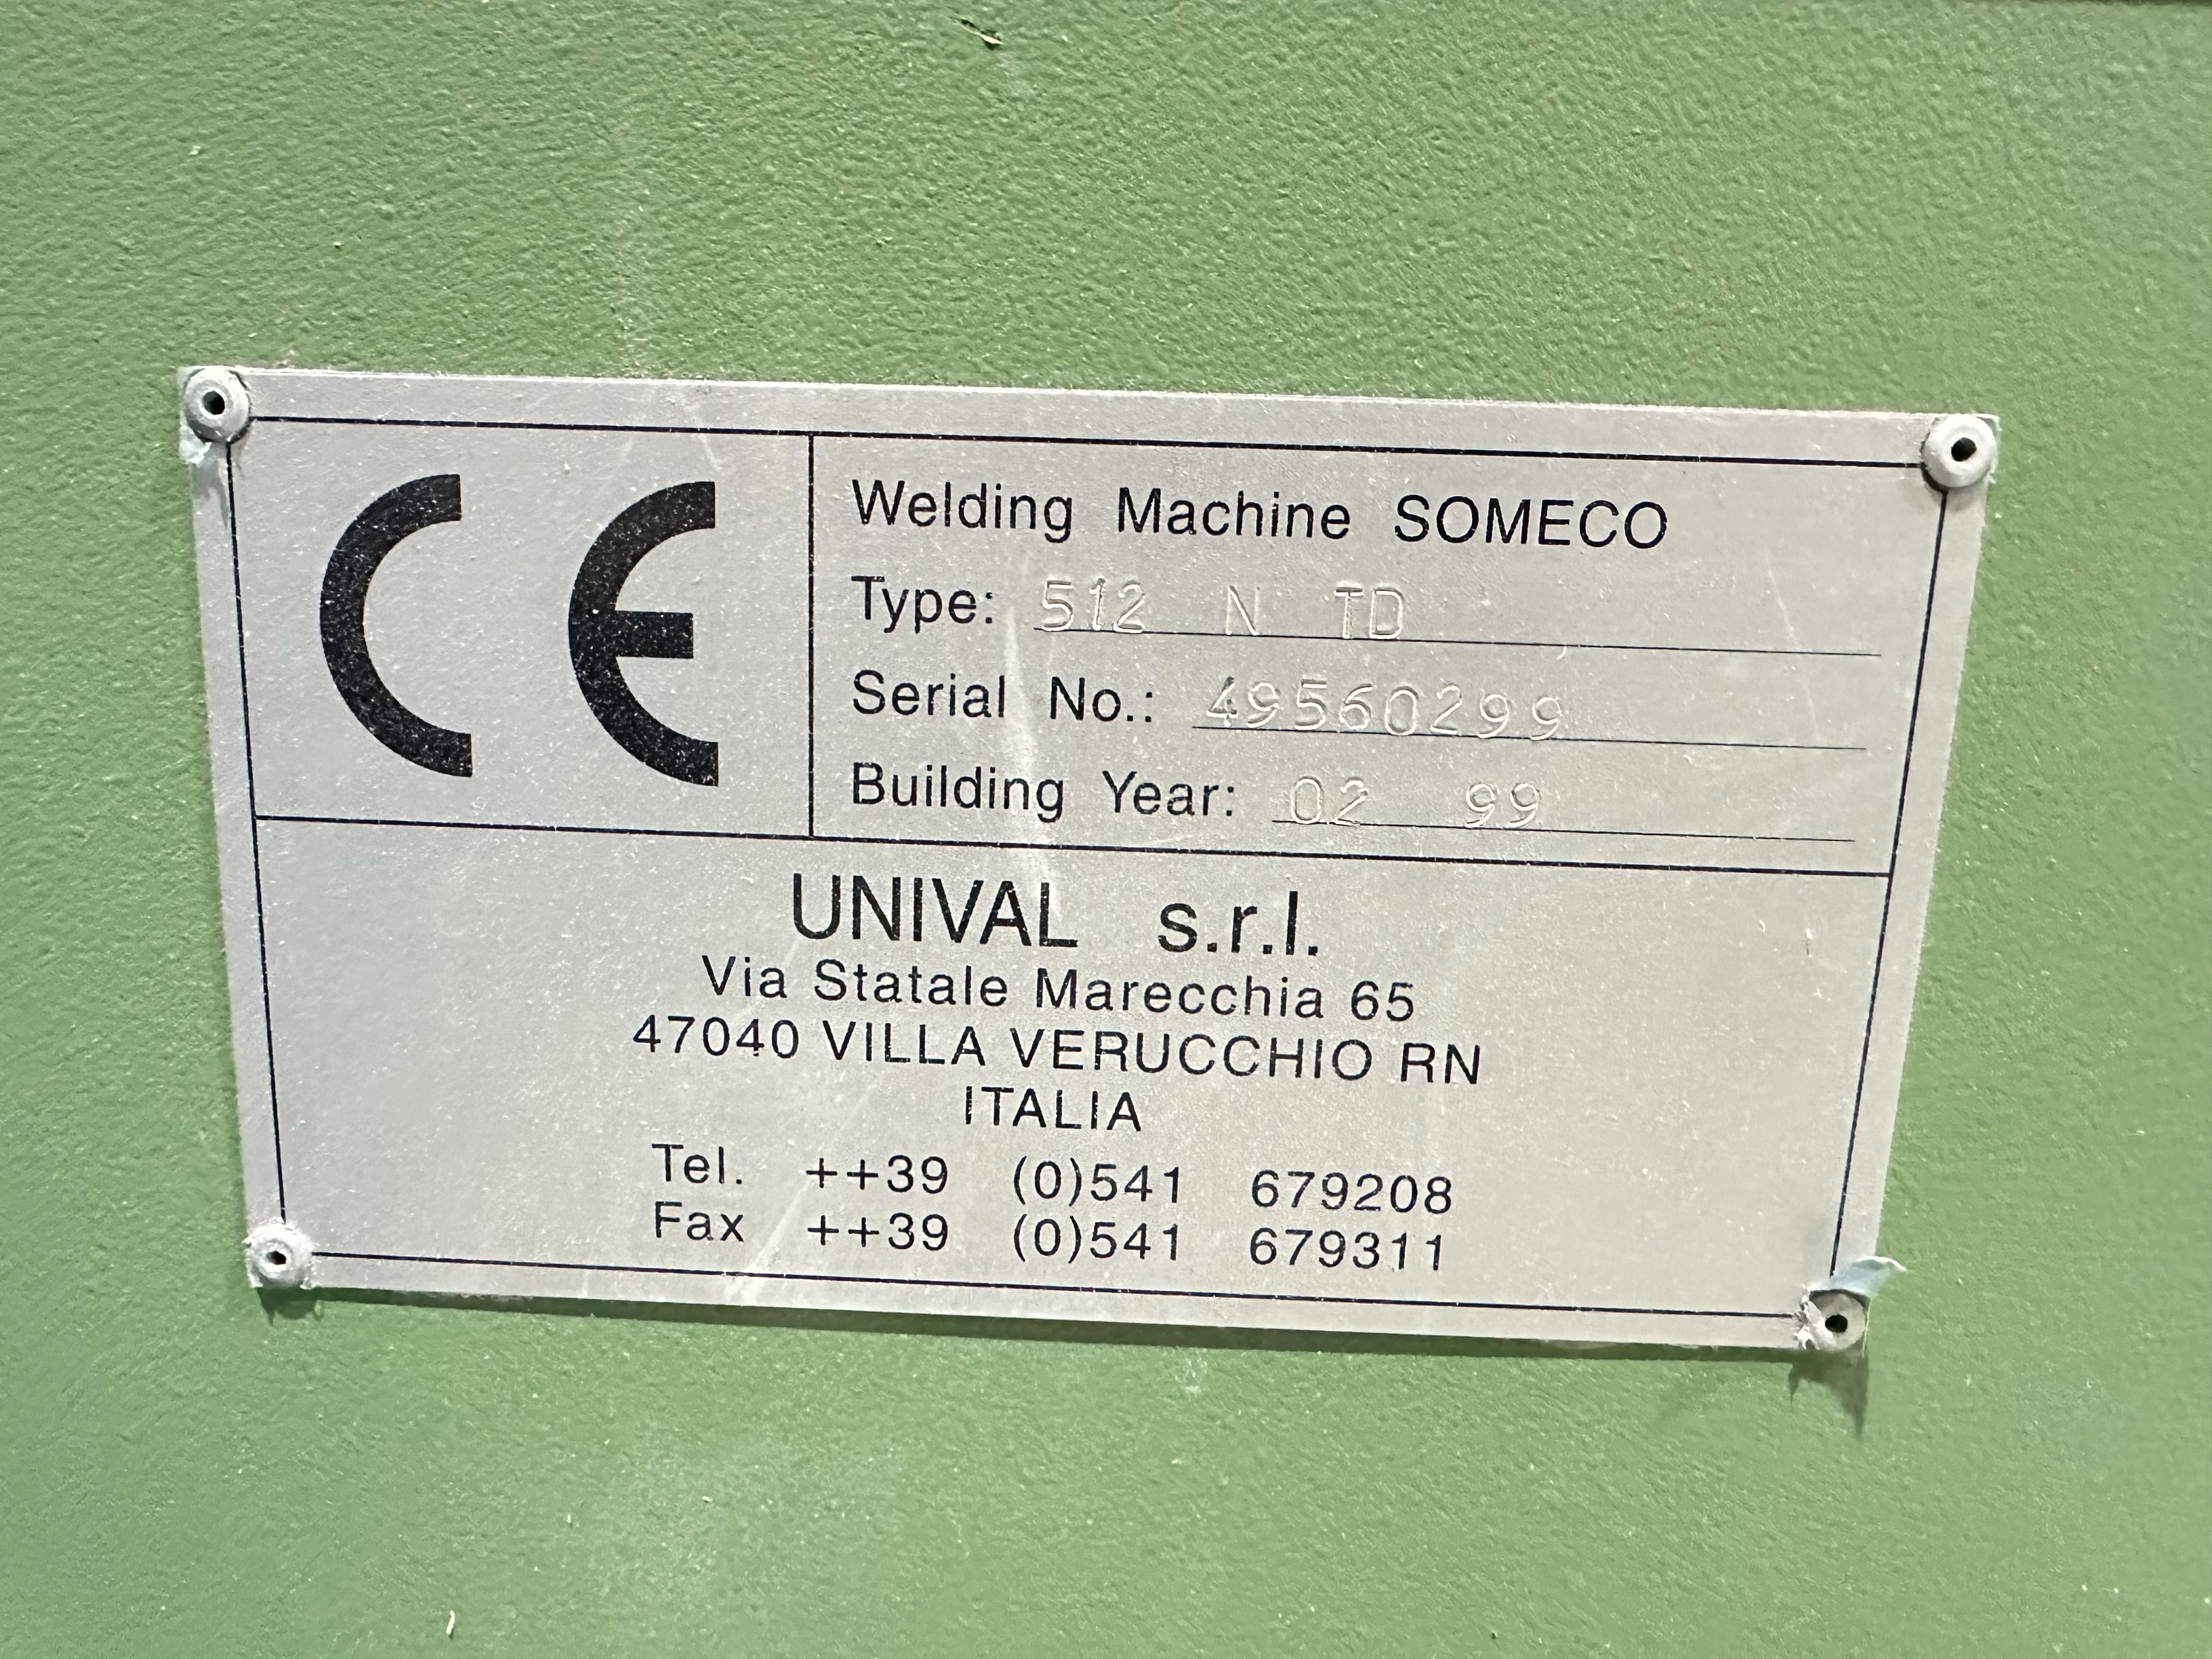 CE
Welding Machine SOMECO
Type: 512 N TD
Serial No.: 49560299
Building Year: 02 99
UNIVAL s.r.l.
Via Statale Marecchia 65
47040 VILLA VERUCCHIO RN
ITALIA
Tel. ++39 (0)541 679208
Fax ++39 (0)541 679311